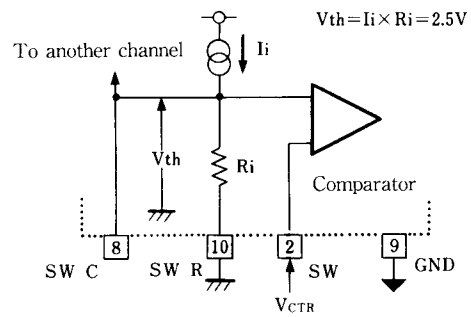 Vth=Ii×Ri=2.5V
To another channel
Ii
Vth
Ri
Comparator
8
10
2
9
SW C
SW R
SW
GND
VCTR